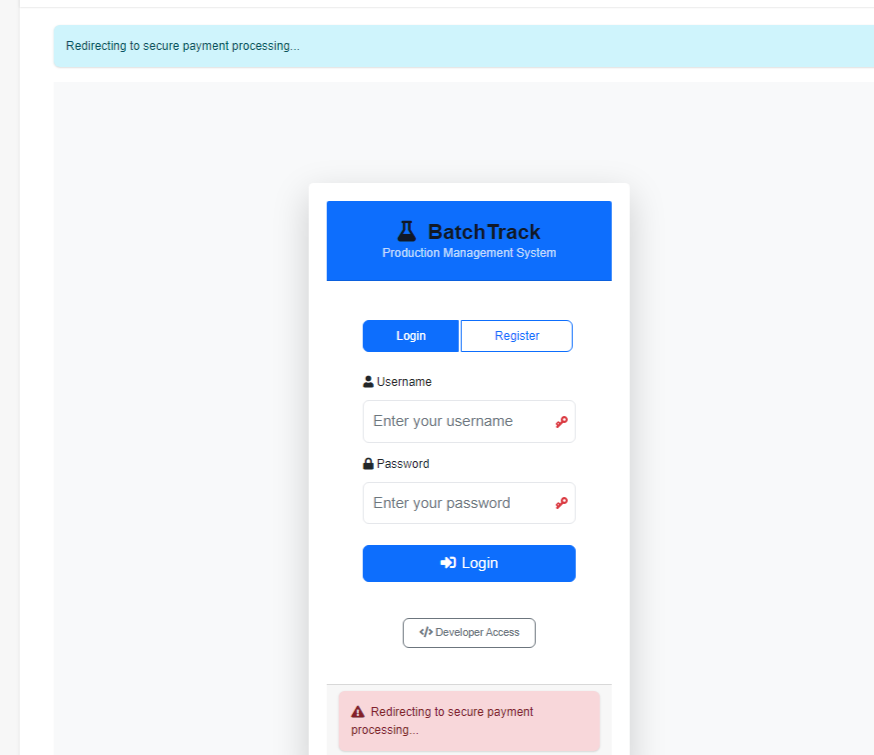 Redirecting to secure payment processing...
BatchTrack
Production Management System
Login
Register
Username
Enter your username
Password
Enter your password
Login
</> Developer Access
Redirecting to secure payment
processing...